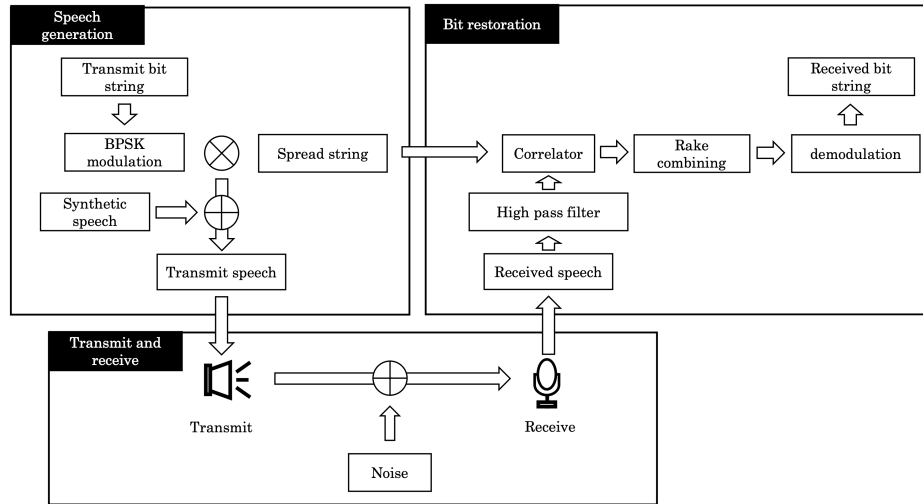 Speech
generation
Transmit bit
string
BPSK
modulation
Spread string
Synthetic
speech
Transmit speech
Bit restoration
Received bit
string
Correlator
Rake
combining
demodulation
High pass filter
Received speech
Transmit and
receive
Transmit
Receive
Noise